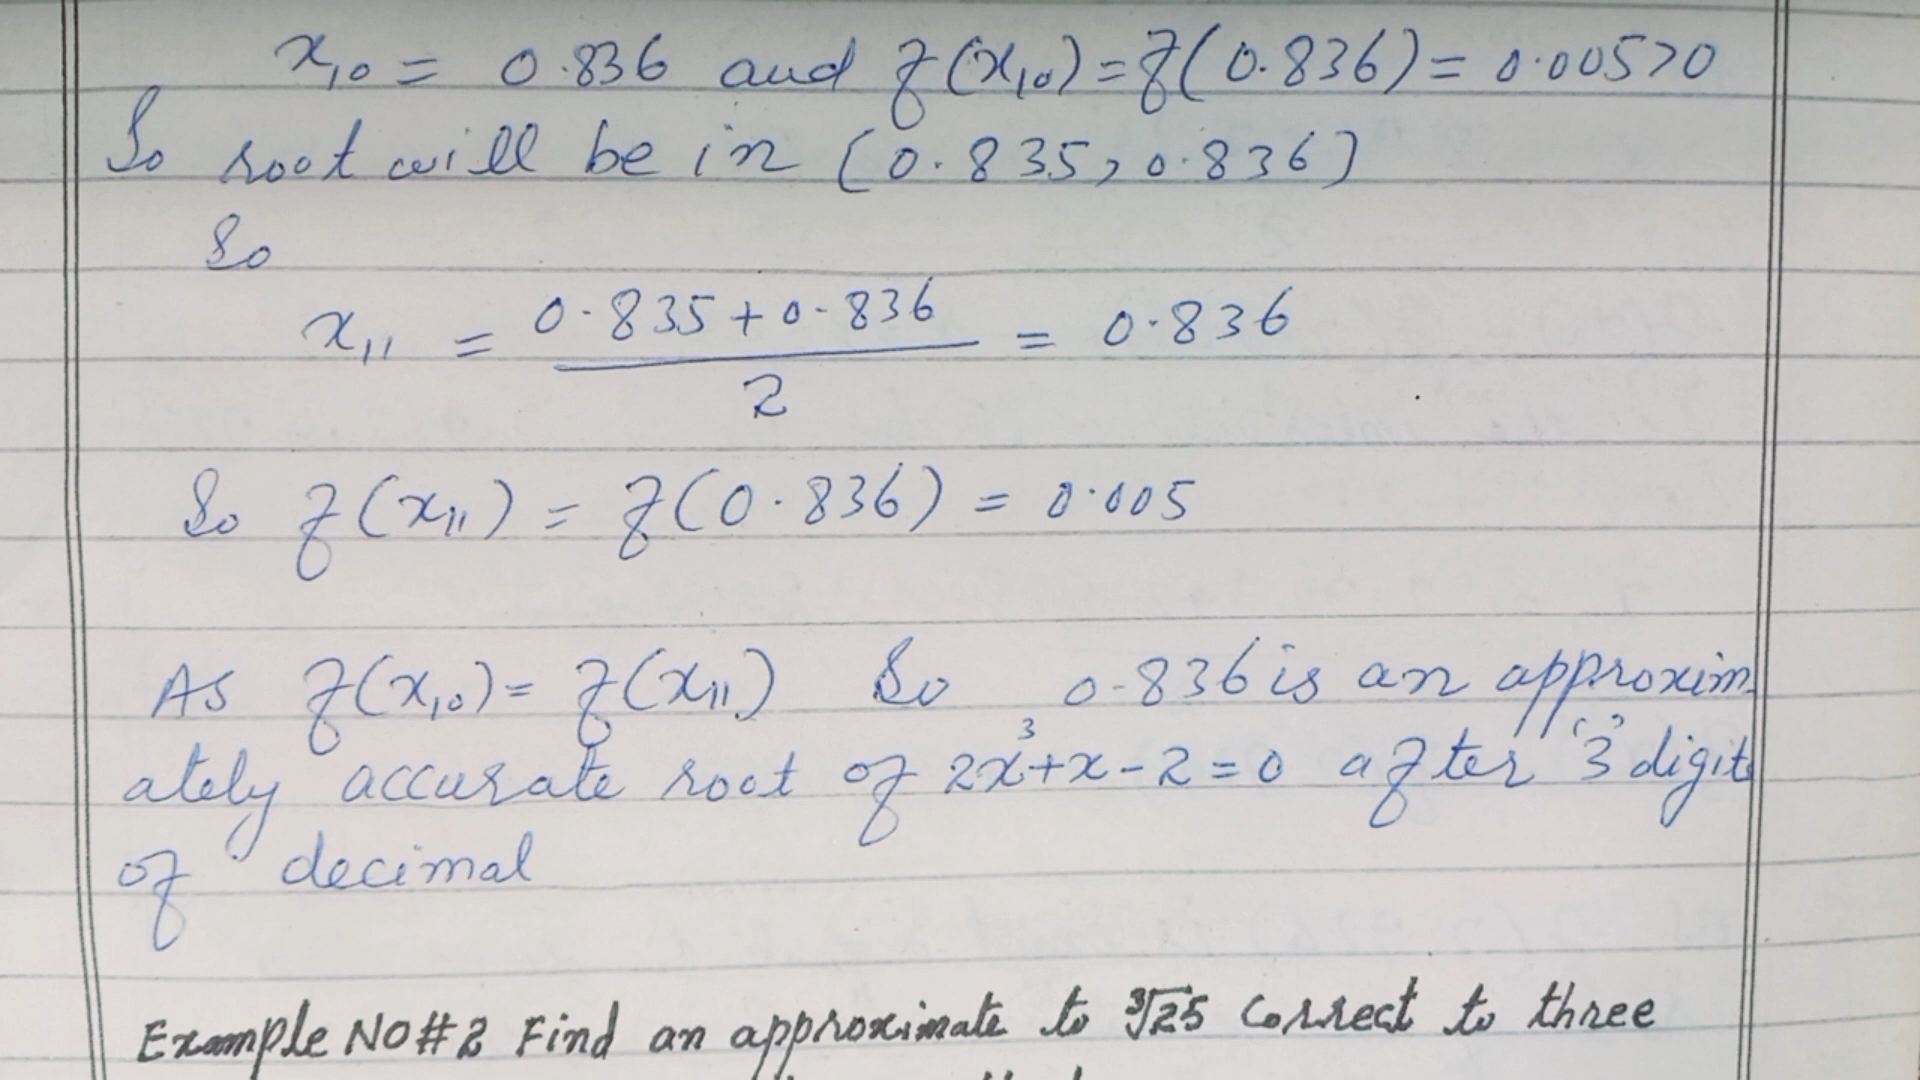 x₁₀ = 0.836 and f(x₁₀) = f(0.836) = 0.005>0
So root will be in (0.835, 0.836)
So
x₁₁ = (0.835 + 0.836)/2 = 0.836
So f(x₁₁) = f(0.836) = 0.005
As f(x₁₀) = f(x₁₁) So 0.836 is an approxim
ately accurate root of 2x³+x-2=0 after '3' digits
of decimal
Example NO#2 Find an approximate to ∛25 Correct to three